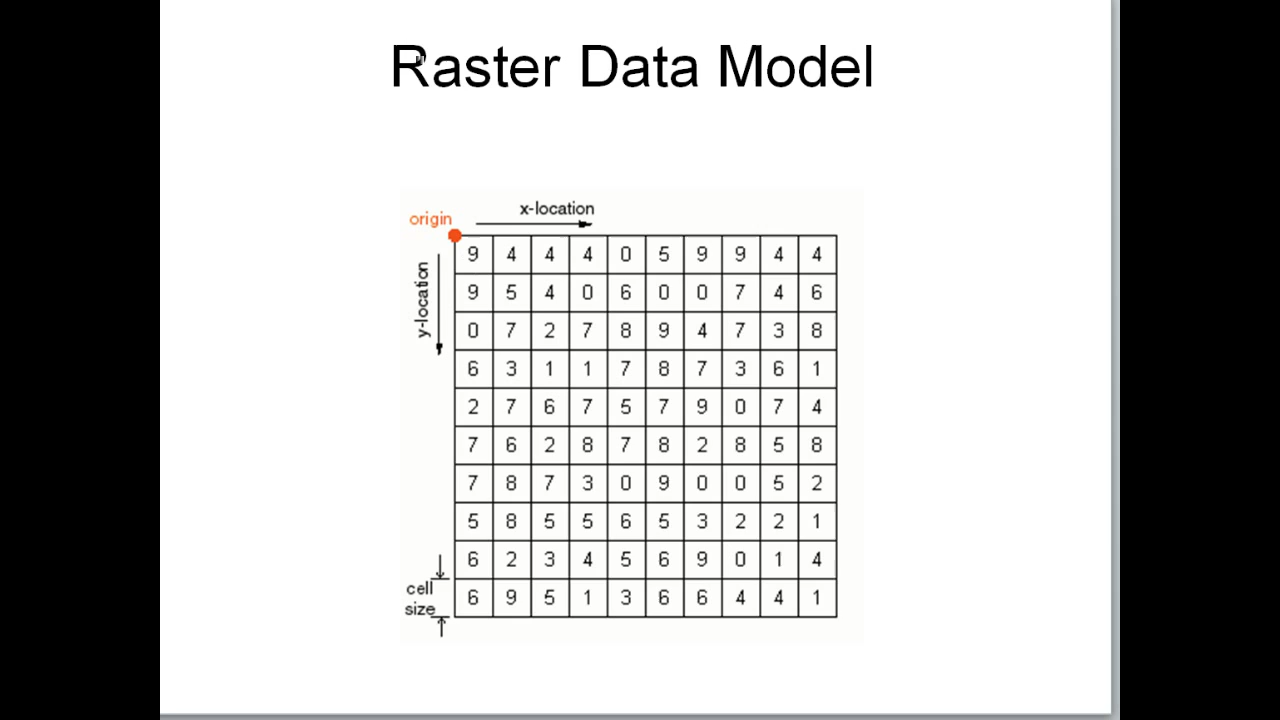 Raster Data Model
x-location
origin
y-location
9 4 4 4 0 5 9 9 4 4
9 5 4 0 6 0 0 7 4 6
0 7 2 7 8 9 4 7 3 8
6 3 1 1 7 8 7 3 6 1
2 7 6 7 5 7 9 0 7 4
7 6 2 8 7 8 2 8 5 8
7 8 7 3 0 9 0 0 5 2
5 8 5 5 6 5 3 2 2 1
6 2 3 4 5 6 9 0 1 4
cell
size
6 9 5 1 3 6 6 4 4 1